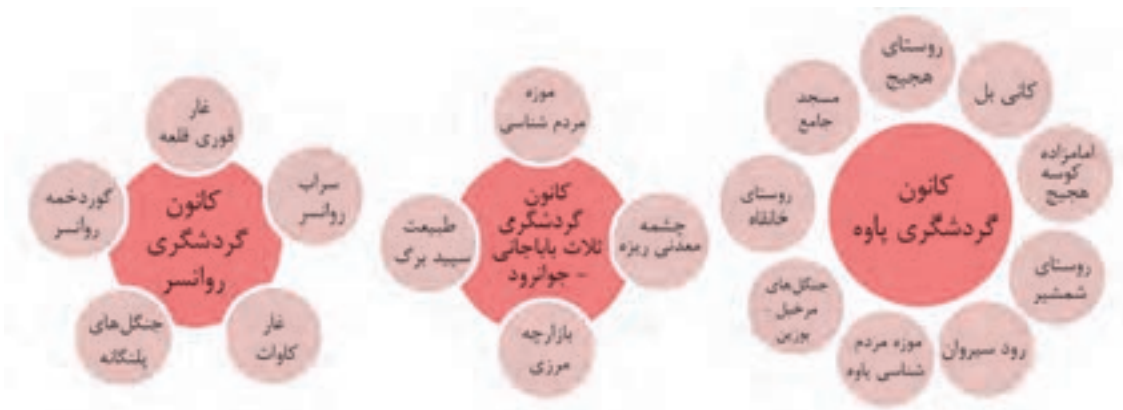 کانون
گردشگری پاوه
روستای
هجیج
کانی بل
امامزاده
کوسه
هجیج
روستای
شمشیر
رود سیروان
موزه مردم
شناسی پاوه
جنگل‌های
مرخیل -
بوزین
روستای
خانقاه
مسجد
جامع
کانون
گردشگری
ثلاث باباجانی
- جوانرود
موزه
مردم شناسی
چشمه
معدنی ریزه
بازارچه
مرزی
طبیعت
سپید برگ
کانون
گردشگری
روانسر
غار
قوری قلعه
سراب
روانسر
غار
کاوات
جنگل‌های
پلنگانه
گوردخمه
روانسر